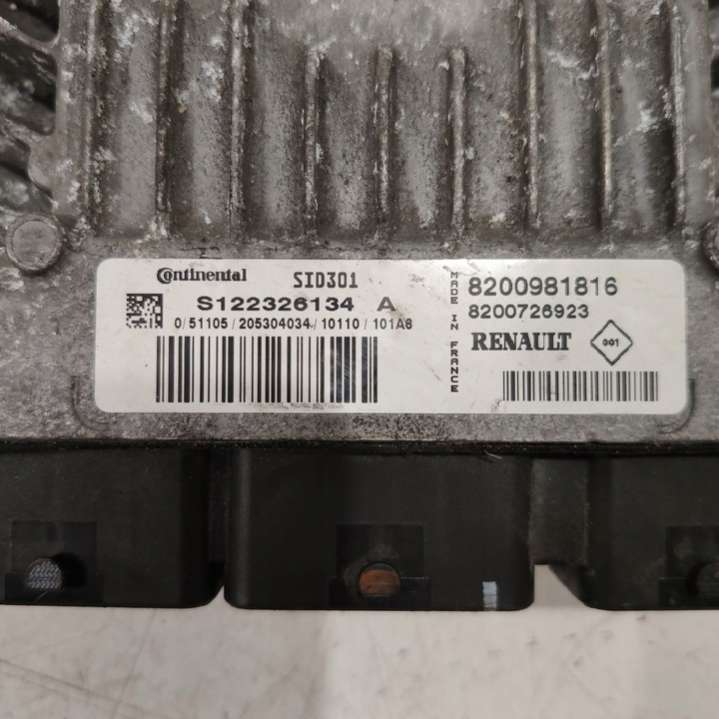 Continental SID301
S122326134 A
0/51105/205304034/10110/101A8
MADE IN FRANCE
8200981816
8200726923
RENAULT 001